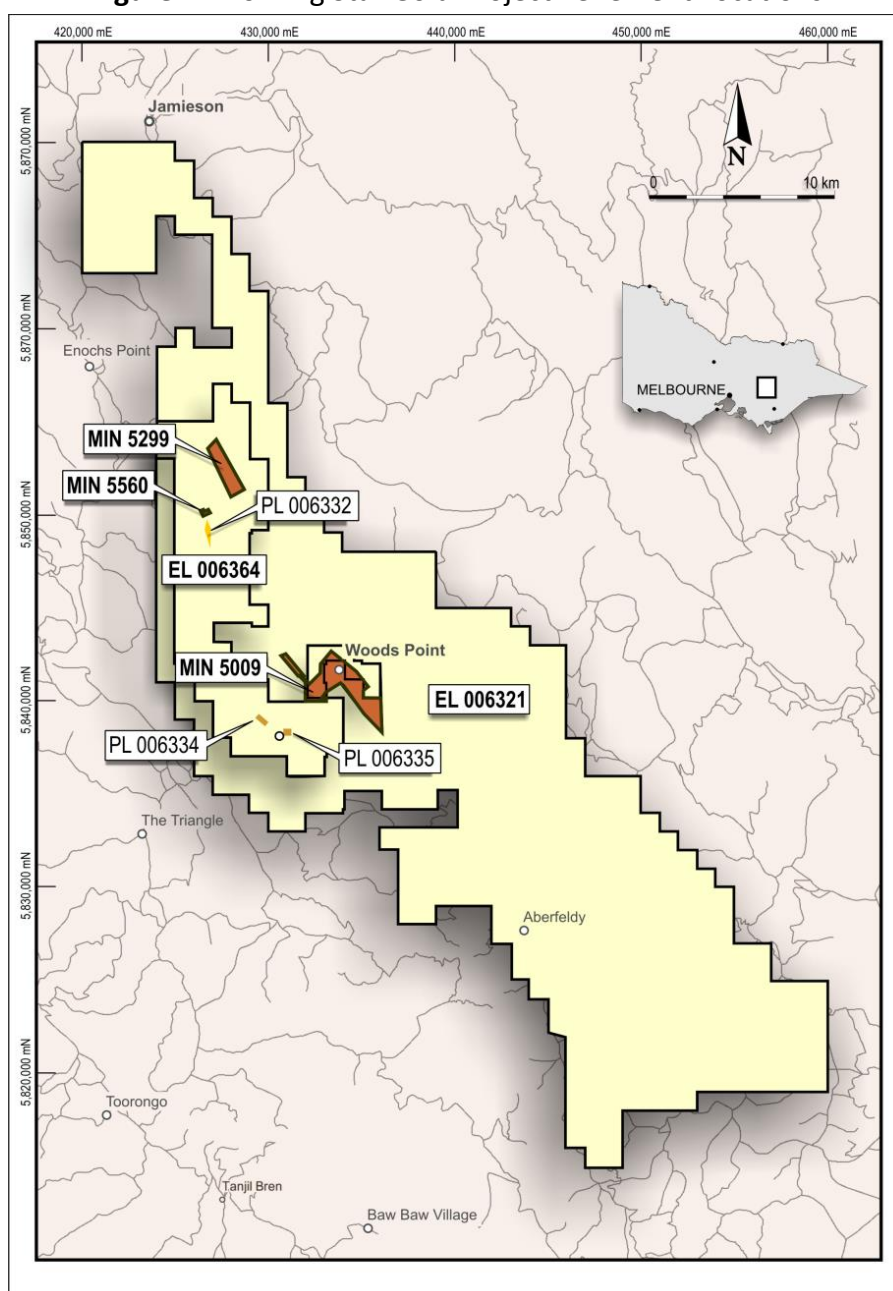 420,000 mE
430,000 mE
440,000 mE
450,000 mE
460,000 mE
Jamieson
5,870,000 mN
N
0
10 km
5,870,000 mN
Enochs Point
MELBOURNE
MIN 5299
MIN 5560
PL 006332
5,850,000 mN
EL 006364
Woods Point
MIN 5009
EL 006321
5,840,000 mN
PL 006334
PL 006335
The Triangle
5,830,000 mN
Aberfeldy
5,820,000 mN
Toorongo
Tanjil Bren
Baw Baw Village